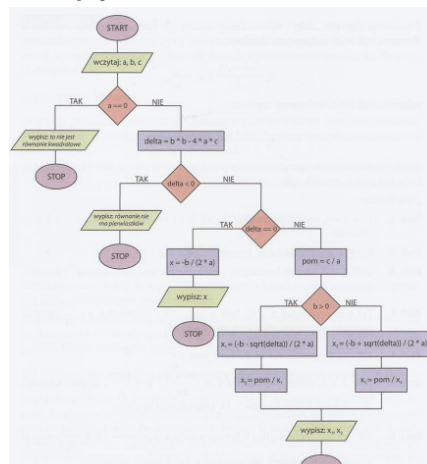 START
wczytaj: a, b, c
a == 0
TAK
NIE
wypisz: to nie jest
równanie kwadratowe
delta = b * b - 4 * a * c
STOP
delta < 0
TAK
NIE
wypisz: równanie nie
ma pierwiastków
delta == 0
STOP
TAK
NIE
x = -b / (2 * a)
pom = c / a
wypisz: x
b > 0
STOP
TAK
NIE
x₁ = (-b - sqrt(delta)) / (2 * a)
x₂ = (-b + sqrt(delta)) / (2 * a)
x₂ = pom / x₁
x₁ = pom / x₂
wypisz: x₁, x₂